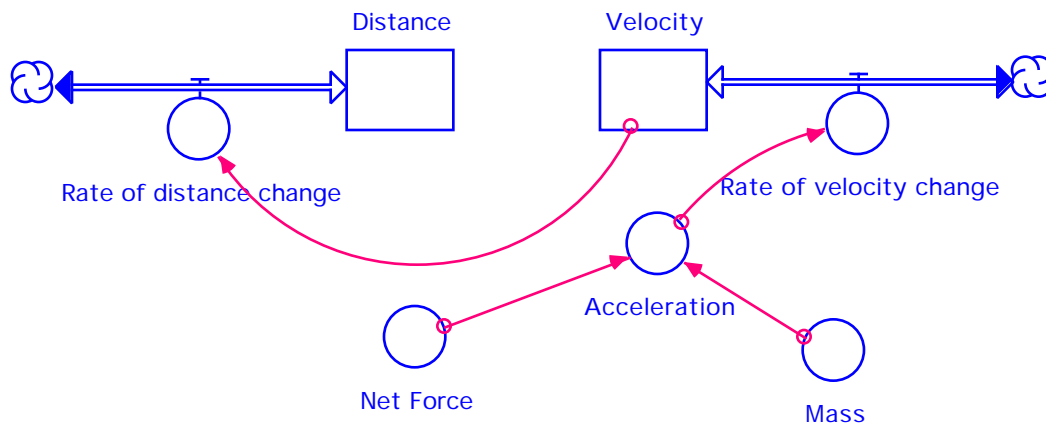 Distance
Velocity
Rate of distance change
Rate of velocity change
Acceleration
Net Force
Mass